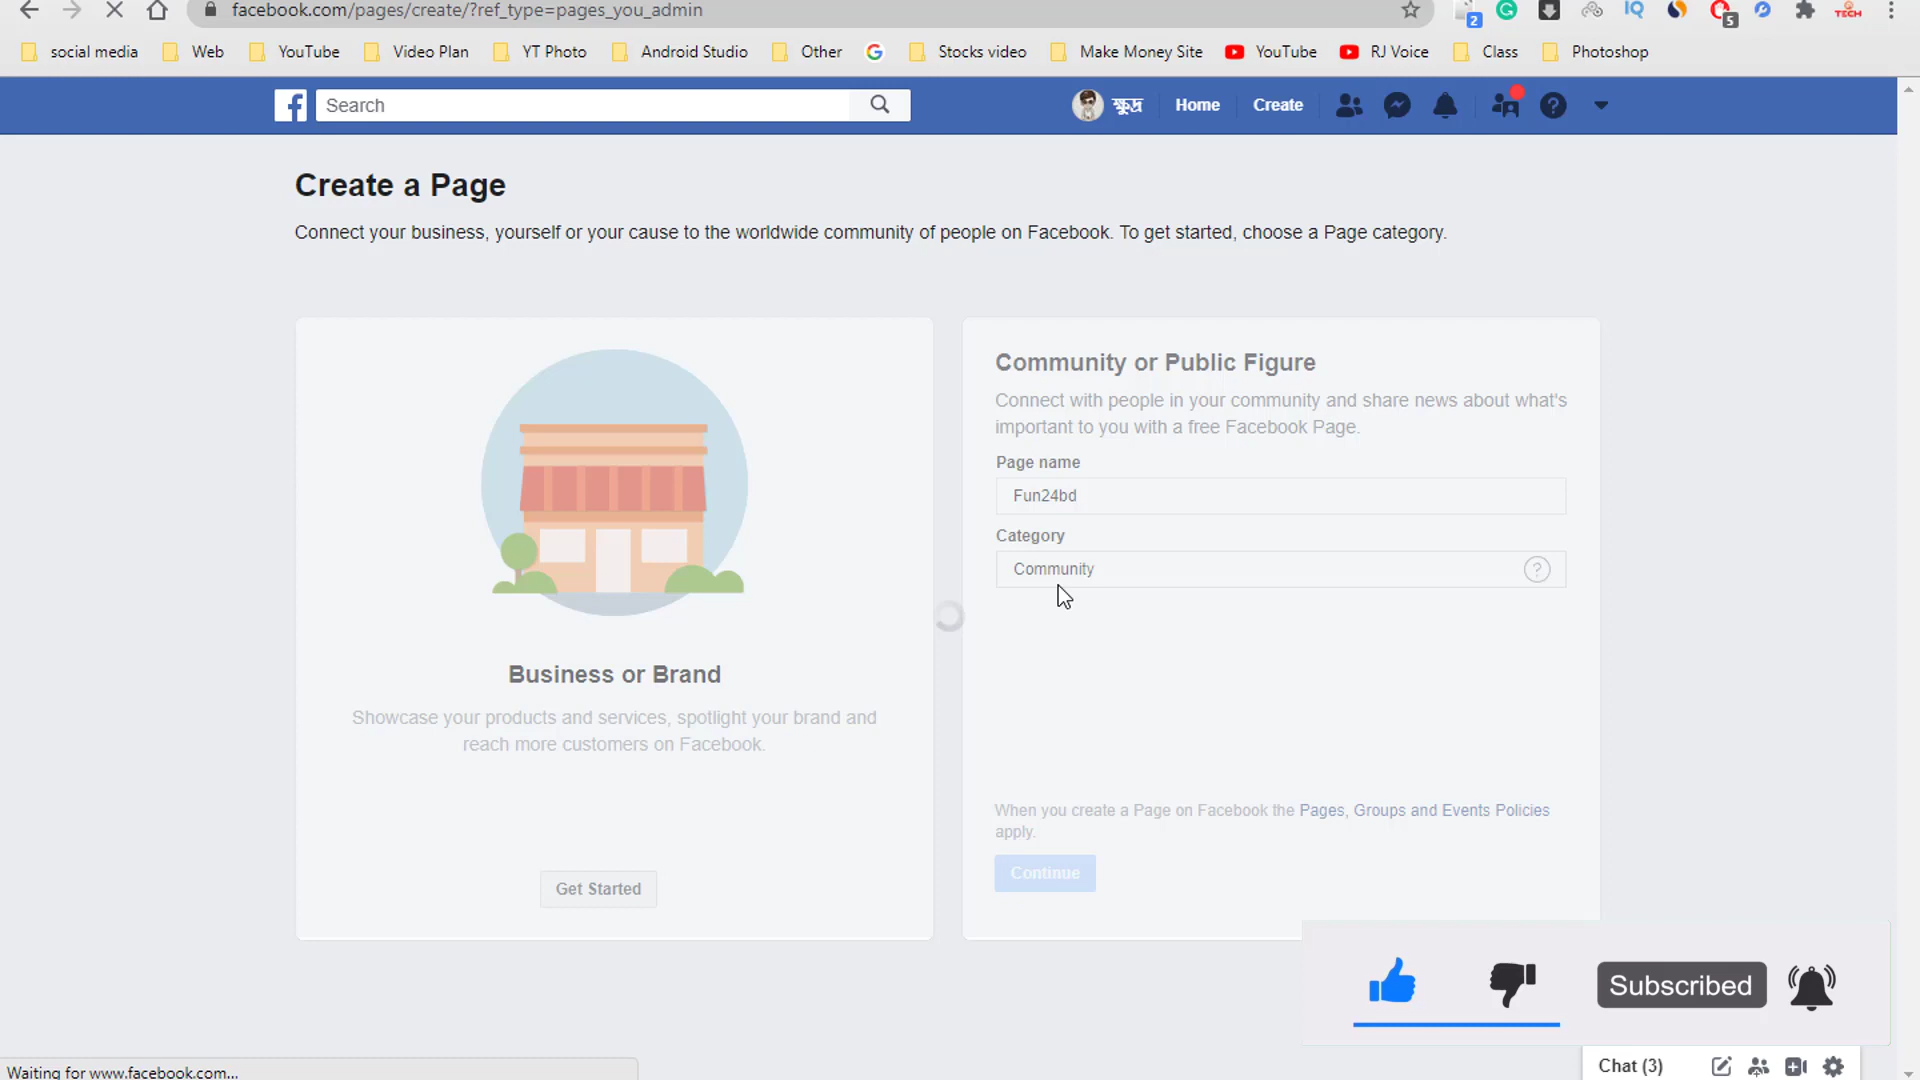 facebook.com/pages/create/?ref_type=pages_you_admin
2
IQ
5
TECH
social media Web YouTube Video Plan YT Photo Android Studio Other Stocks video Make Money Site YouTube RJ Voice Class Photoshop
Search
ক্ষুদ্র Home Create
Create a Page
Connect your business, yourself or your cause to the worldwide community of people on Facebook. To get started, choose a Page category.
Business or Brand
Showcase your products and services, spotlight your brand and
reach more customers on Facebook.
Get Started
Community or Public Figure
Connect with people in your community and share news about what's
important to you with a free Facebook Page.
Page name
Fun24bd
Category
Community
When you create a Page on Facebook the Pages, Groups and Events Policies
apply.
Continue
Subscribed
Chat (3)
Waiting for www.facebook.com...